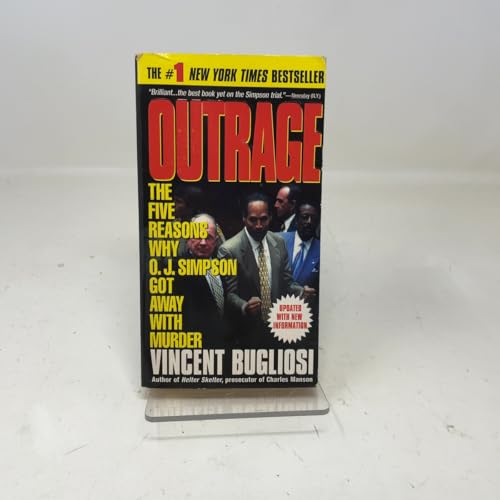 THE #1 NEW YORK TIMES BESTSELLER
"Brilliant...the best book yet on the Simpson trial."—Newsday (N.Y.)
OUTRAGE
THE
FIVE
REASONS
WHY
O. J. SIMPSON
GOT
AWAY
WITH
MURDER
UPDATED
WITH NEW
INFORMATION
VINCENT BUGLIOSI
Author of Helter Skelter, prosecutor of Charles Manson